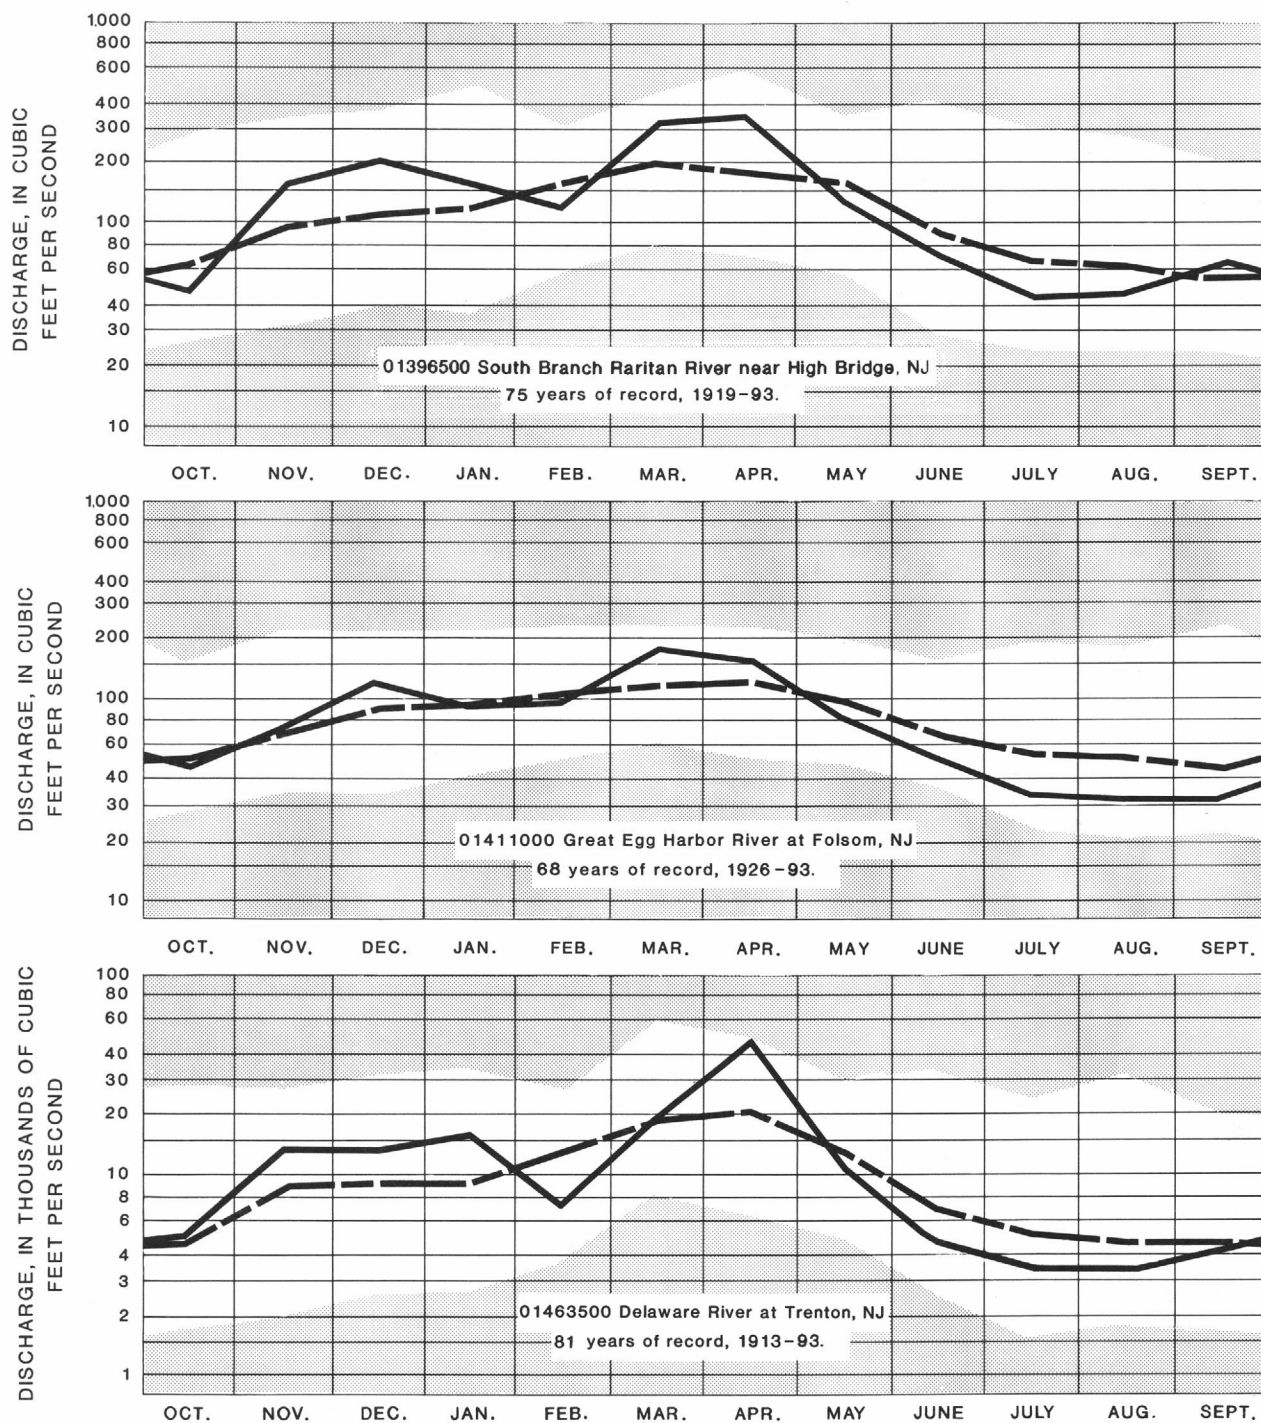 DISCHARGE, IN CUBIC
FEET PER SECOND
1,000
800
600
400
300
200
100
80
60
40
30
20
10
01396500 South Branch Raritan River near High Bridge, NJ
75 years of record, 1919-93.
OCT. NOV. DEC. JAN. FEB. MAR. APR. MAY JUNE JULY AUG. SEPT.
DISCHARGE, IN CUBIC
FEET PER SECOND
1,000
800
600
400
300
200
100
80
60
40
30
20
10
01411000 Great Egg Harbor River at Folsom, NJ
68 years of record, 1926-93.
OCT. NOV. DEC. JAN. FEB. MAR. APR. MAY JUNE JULY AUG. SEPT.
DISCHARGE, IN THOUSANDS OF CUBIC
FEET PER SECOND
100
80
60
40
30
20
10
8
6
4
3
2
1
01463500 Delaware River at Trenton, NJ
81 years of record, 1913-93.
OCT. NOV. DEC. JAN. FEB. MAR. APR. MAY JUNE JULY AUG. SEPT.